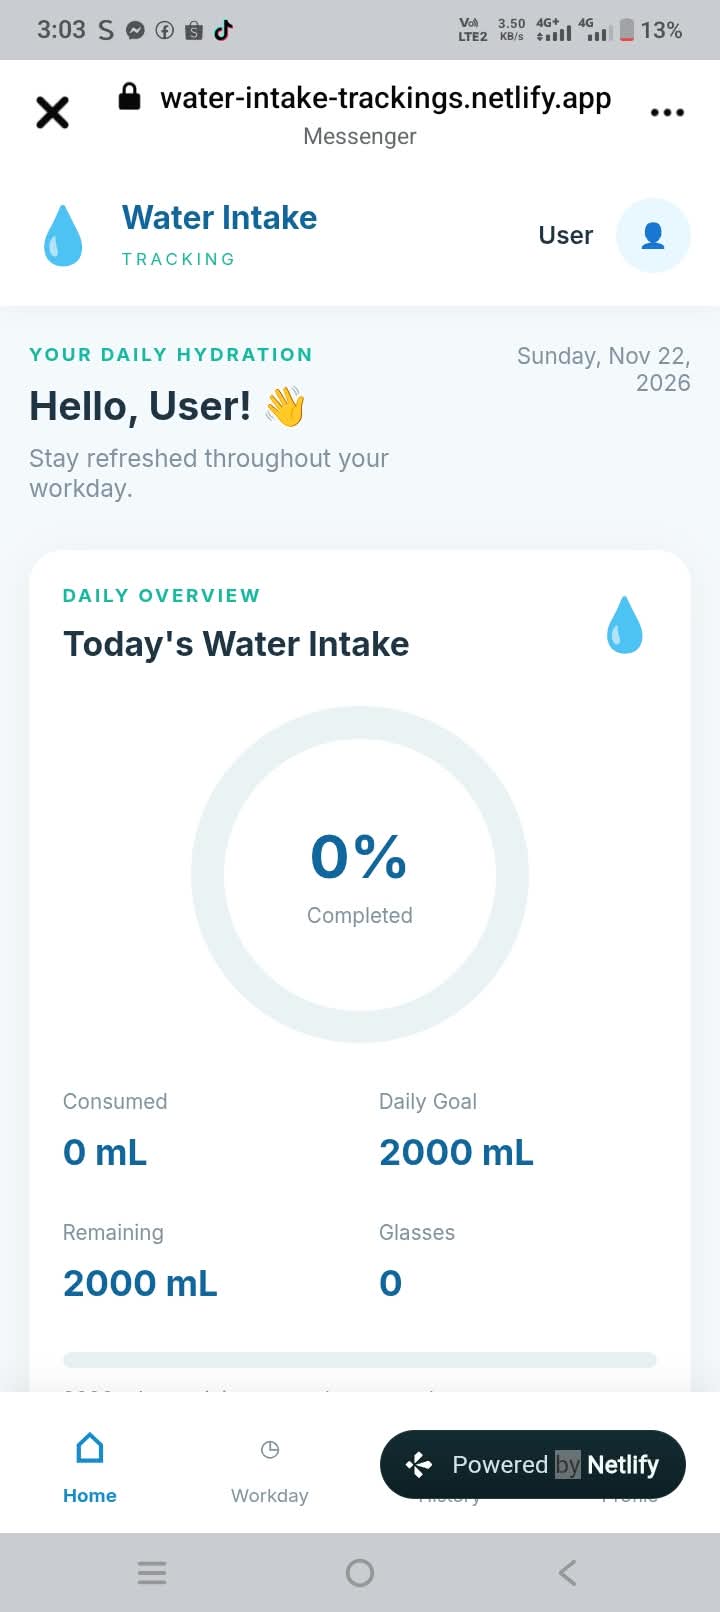 3:03
Vo))
LTE2
3.50
KB/s
4G+
4G
13%
water-intake-trackings.netlify.app
Messenger
Water Intake
TRACKING
User
YOUR DAILY HYDRATION
Sunday, Nov 22,
2026
Hello, User! 👋
Stay refreshed throughout your
workday.
DAILY OVERVIEW
Today's Water Intake
0%
Completed
Consumed
Daily Goal
0 mL
2000 mL
Remaining
Glasses
2000 mL
0
Powered by Netlify
Home
Workday
History
Profile